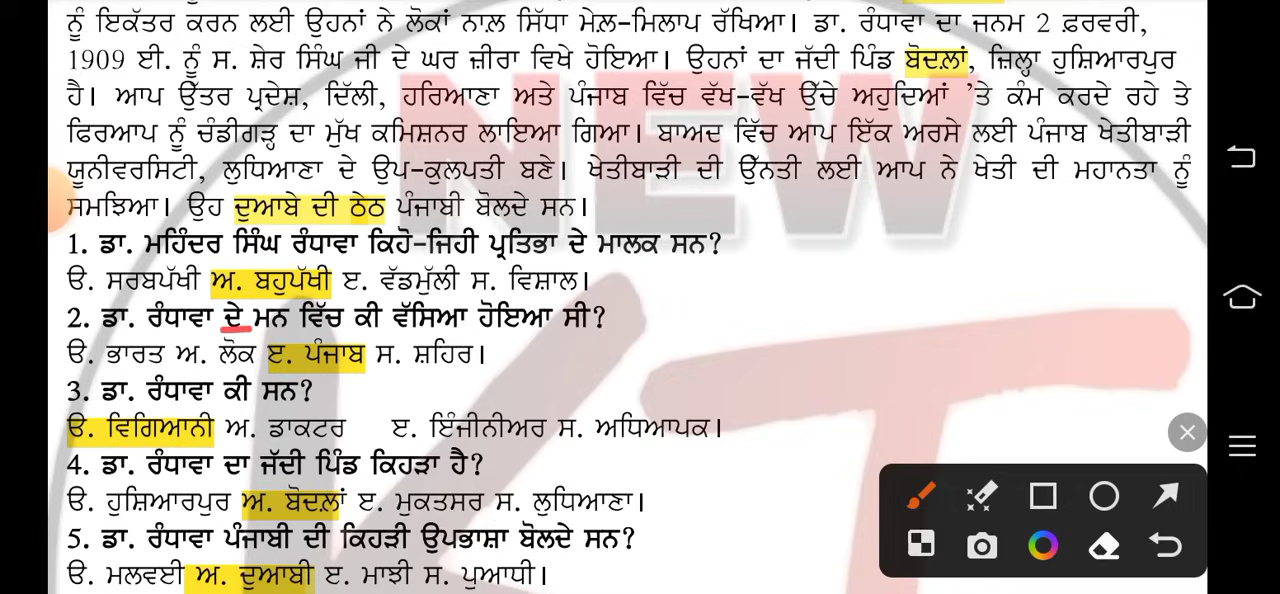 ਨੂੰ ਇਕੱਤਰ ਕਰਨ ਲਈ ਉਹਨਾਂ ਨੇ ਲੋਕਾਂ ਨਾਲ਼ ਸਿੱਧਾ ਮੇਲ਼-ਮਿਲਾਪ ਰੱਖਿਆ। ਡਾ. ਰੰਧਾਵਾ ਦਾ ਜਨਮ 2 ਫ਼ਰਵਰੀ,
1909 ਈ. ਨੂੰ ਸ. ਸ਼ੇਰ ਸਿੰਘ ਜੀ ਦੇ ਘਰ ਜ਼ੀਰਾ ਵਿਖੇ ਹੋਇਆ। ਉਹਨਾਂ ਦਾ ਜੱਦੀ ਪਿੰਡ ਬੋਦਲ਼ਾਂ, ਜ਼ਿਲ੍ਹਾ ਹੁਸ਼ਿਆਰਪੁਰ
ਹੈ। ਆਪ ਉੱਤਰ ਪ੍ਰਦੇਸ਼, ਦਿੱਲੀ, ਹਰਿਆਣਾ ਅਤੇ ਪੰਜਾਬ ਵਿੱਚ ਵੱਖ-ਵੱਖ ਉੱਚੇ ਅਹੁਦਿਆਂ 'ਤੇ ਕੰਮ ਕਰਦੇ ਰਹੇ ਤੇ
ਫਿਰਆਪ ਨੂੰ ਚੰਡੀਗੜ੍ਹ ਦਾ ਮੁੱਖ ਕਮਿਸ਼ਨਰ ਲਾਇਆ ਗਿਆ। ਬਾਅਦ ਵਿੱਚ ਆਪ ਇੱਕ ਅਰਸੇ ਲਈ ਪੰਜਾਬ ਖੇਤੀਬਾੜੀ
ਯੂਨੀਵਰਸਿਟੀ, ਲੁਧਿਆਣਾ ਦੇ ਉਪ-ਕੁਲਪਤੀ ਬਣੇ। ਖੇਤੀਬਾੜੀ ਦੀ ਉੱਨਤੀ ਲਈ ਆਪ ਨੇ ਖੇਤੀ ਦੀ ਮਹਾਨਤਾ ਨੂੰ
ਸਮਝਿਆ। ਉਹ ਦੁਆਬੇ ਦੀ ਠੇਠ ਪੰਜਾਬੀ ਬੋਲਦੇ ਸਨ।
1. ਡਾ. ਮਹਿੰਦਰ ਸਿੰਘ ਰੰਧਾਵਾ ਕਿਹੋ-ਜਿਹੀ ਪ੍ਰਤਿਭਾ ਦੇ ਮਾਲਕ ਸਨ?
ੳ. ਸਰਬਪੱਖੀ ਅ. ਬਹੁਪੱਖੀ ੲ. ਵੱਡਮੁੱਲੀ ਸ. ਵਿਸ਼ਾਲ।
2. ਡਾ. ਰੰਧਾਵਾ ਦੇ ਮਨ ਵਿੱਚ ਕੀ ਵੱਸਿਆ ਹੋਇਆ ਸੀ?
ੳ. ਭਾਰਤ ਅ. ਲੋਕ ੲ. ਪੰਜਾਬ ਸ. ਸ਼ਹਿਰ।
3. ਡਾ. ਰੰਧਾਵਾ ਕੀ ਸਨ?
ੳ. ਵਿਗਿਆਨੀ ਅ. ਡਾਕਟਰ ੲ. ਇੰਜੀਨੀਅਰ ਸ. ਅਧਿਆਪਕ।
4. ਡਾ. ਰੰਧਾਵਾ ਦਾ ਜੱਦੀ ਪਿੰਡ ਕਿਹੜਾ ਹੈ?
ੳ. ਹੁਸ਼ਿਆਰਪੁਰ ਅ. ਬੋਦਲ਼ਾਂ ੲ. ਮੁਕਤਸਰ ਸ. ਲੁਧਿਆਣਾ।
5. ਡਾ. ਰੰਧਾਵਾ ਪੰਜਾਬੀ ਦੀ ਕਿਹੜੀ ਉਪਭਾਸ਼ਾ ਬੋਲਦੇ ਸਨ?
ੳ. ਮਲਵਈ ਅ. ਦੁਆਬੀ ੲ. ਮਾਝੀ ਸ. ਪੁਆਧੀ।
NEW